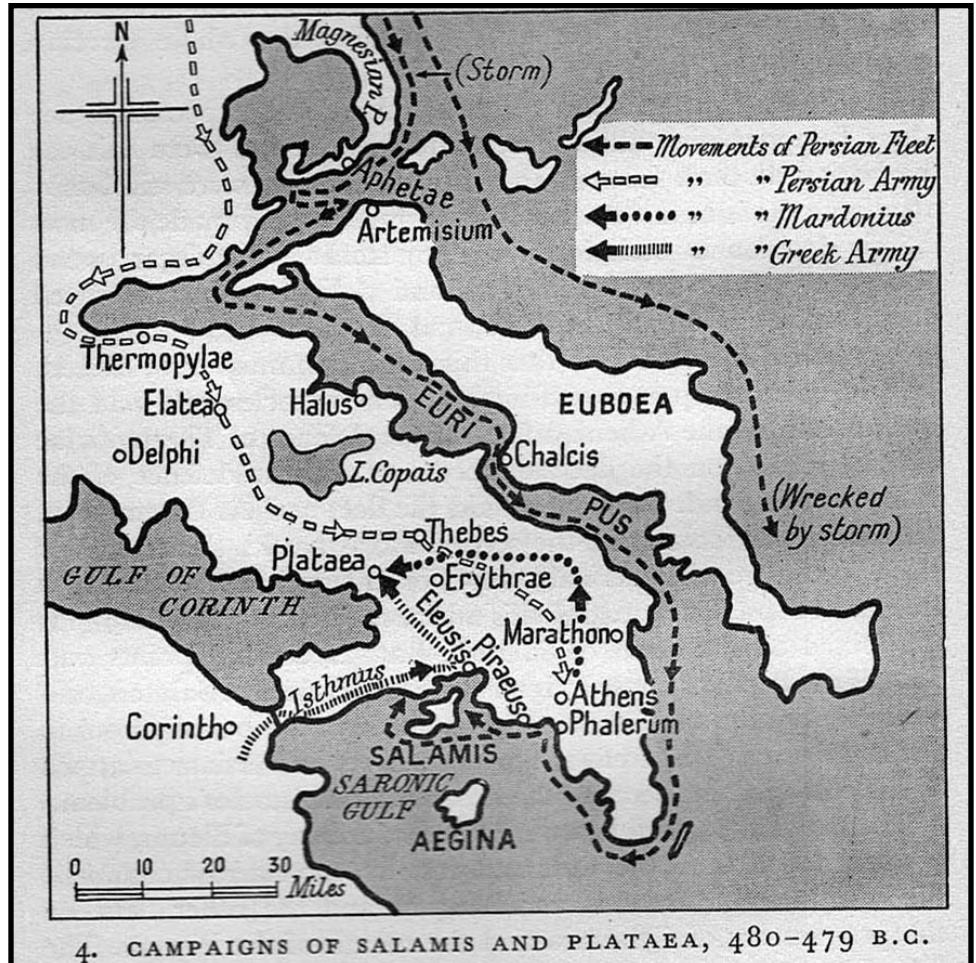 N
Magnesian P.
(Storm)
Movements of Persian Fleet
” ” Persian Army
” ” Mardonius
” ” Greek Army
Aphetae
Artemisium
Thermopylae
Elatea
Halus
EURI
EUBOEA
Delphi
L. Copais
Chalcis
PUS
(Wrecked
by storm)
Thebes
Plataea
Erythrae
GULF OF
CORINTH
Eleusis
Piraeus
Marathon
Isthmus
Athens
Corinth
Phalerum
SALAMIS
SARONIC
GULF
AEGINA
0 10 20 30
Miles
4. CAMPAIGNS OF SALAMIS AND PLATAEA, 480–479 B.C.